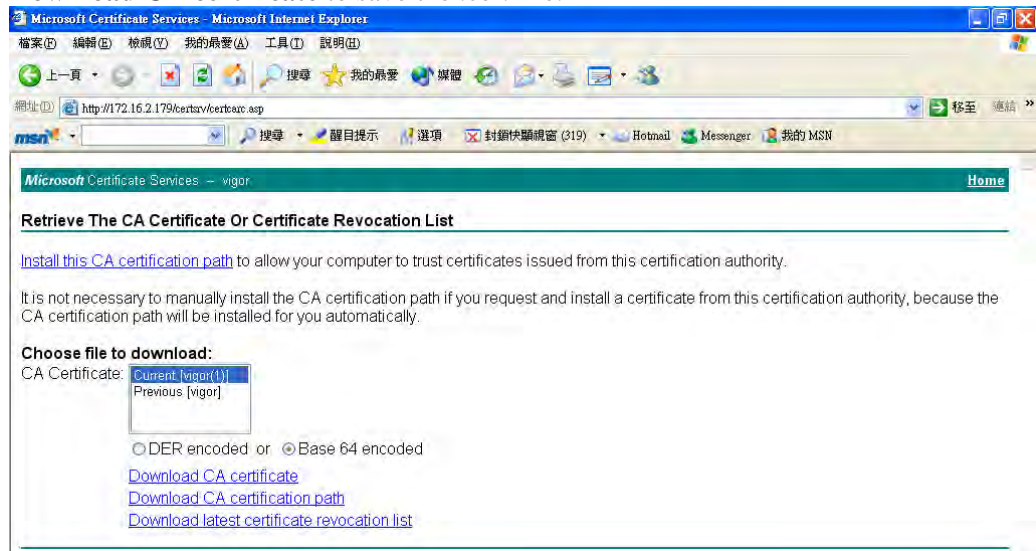 Microsoft Certificate Services - Microsoft Internet Explorer
檔案(F) 編輯(E) 檢視(V) 我的最愛(A) 工具(T) 說明(H)
上一頁 搜尋 我的最愛 媒體
網址(D) http://172.16.2.179/certsrv/certcarc.asp 移至 連結 »
msn 搜尋 醒目提示 選項 封鎖快顯視窗 (319) Hotmail Messenger 我的 MSN
Microsoft Certificate Services -- vigor Home
Retrieve The CA Certificate Or Certificate Revocation List
Install this CA certification path to allow your computer to trust certificates issued from this certification authority.
It is not necessary to manually install the CA certification path if you request and install a certificate from this certification authority, because the
CA certification path will be installed for you automatically.
Choose file to download:
CA Certificate: Current [vigor(1)]
Previous [vigor]
DER encoded or Base 64 encoded
Download CA certificate
Download CA certification path
Download latest certificate revocation list